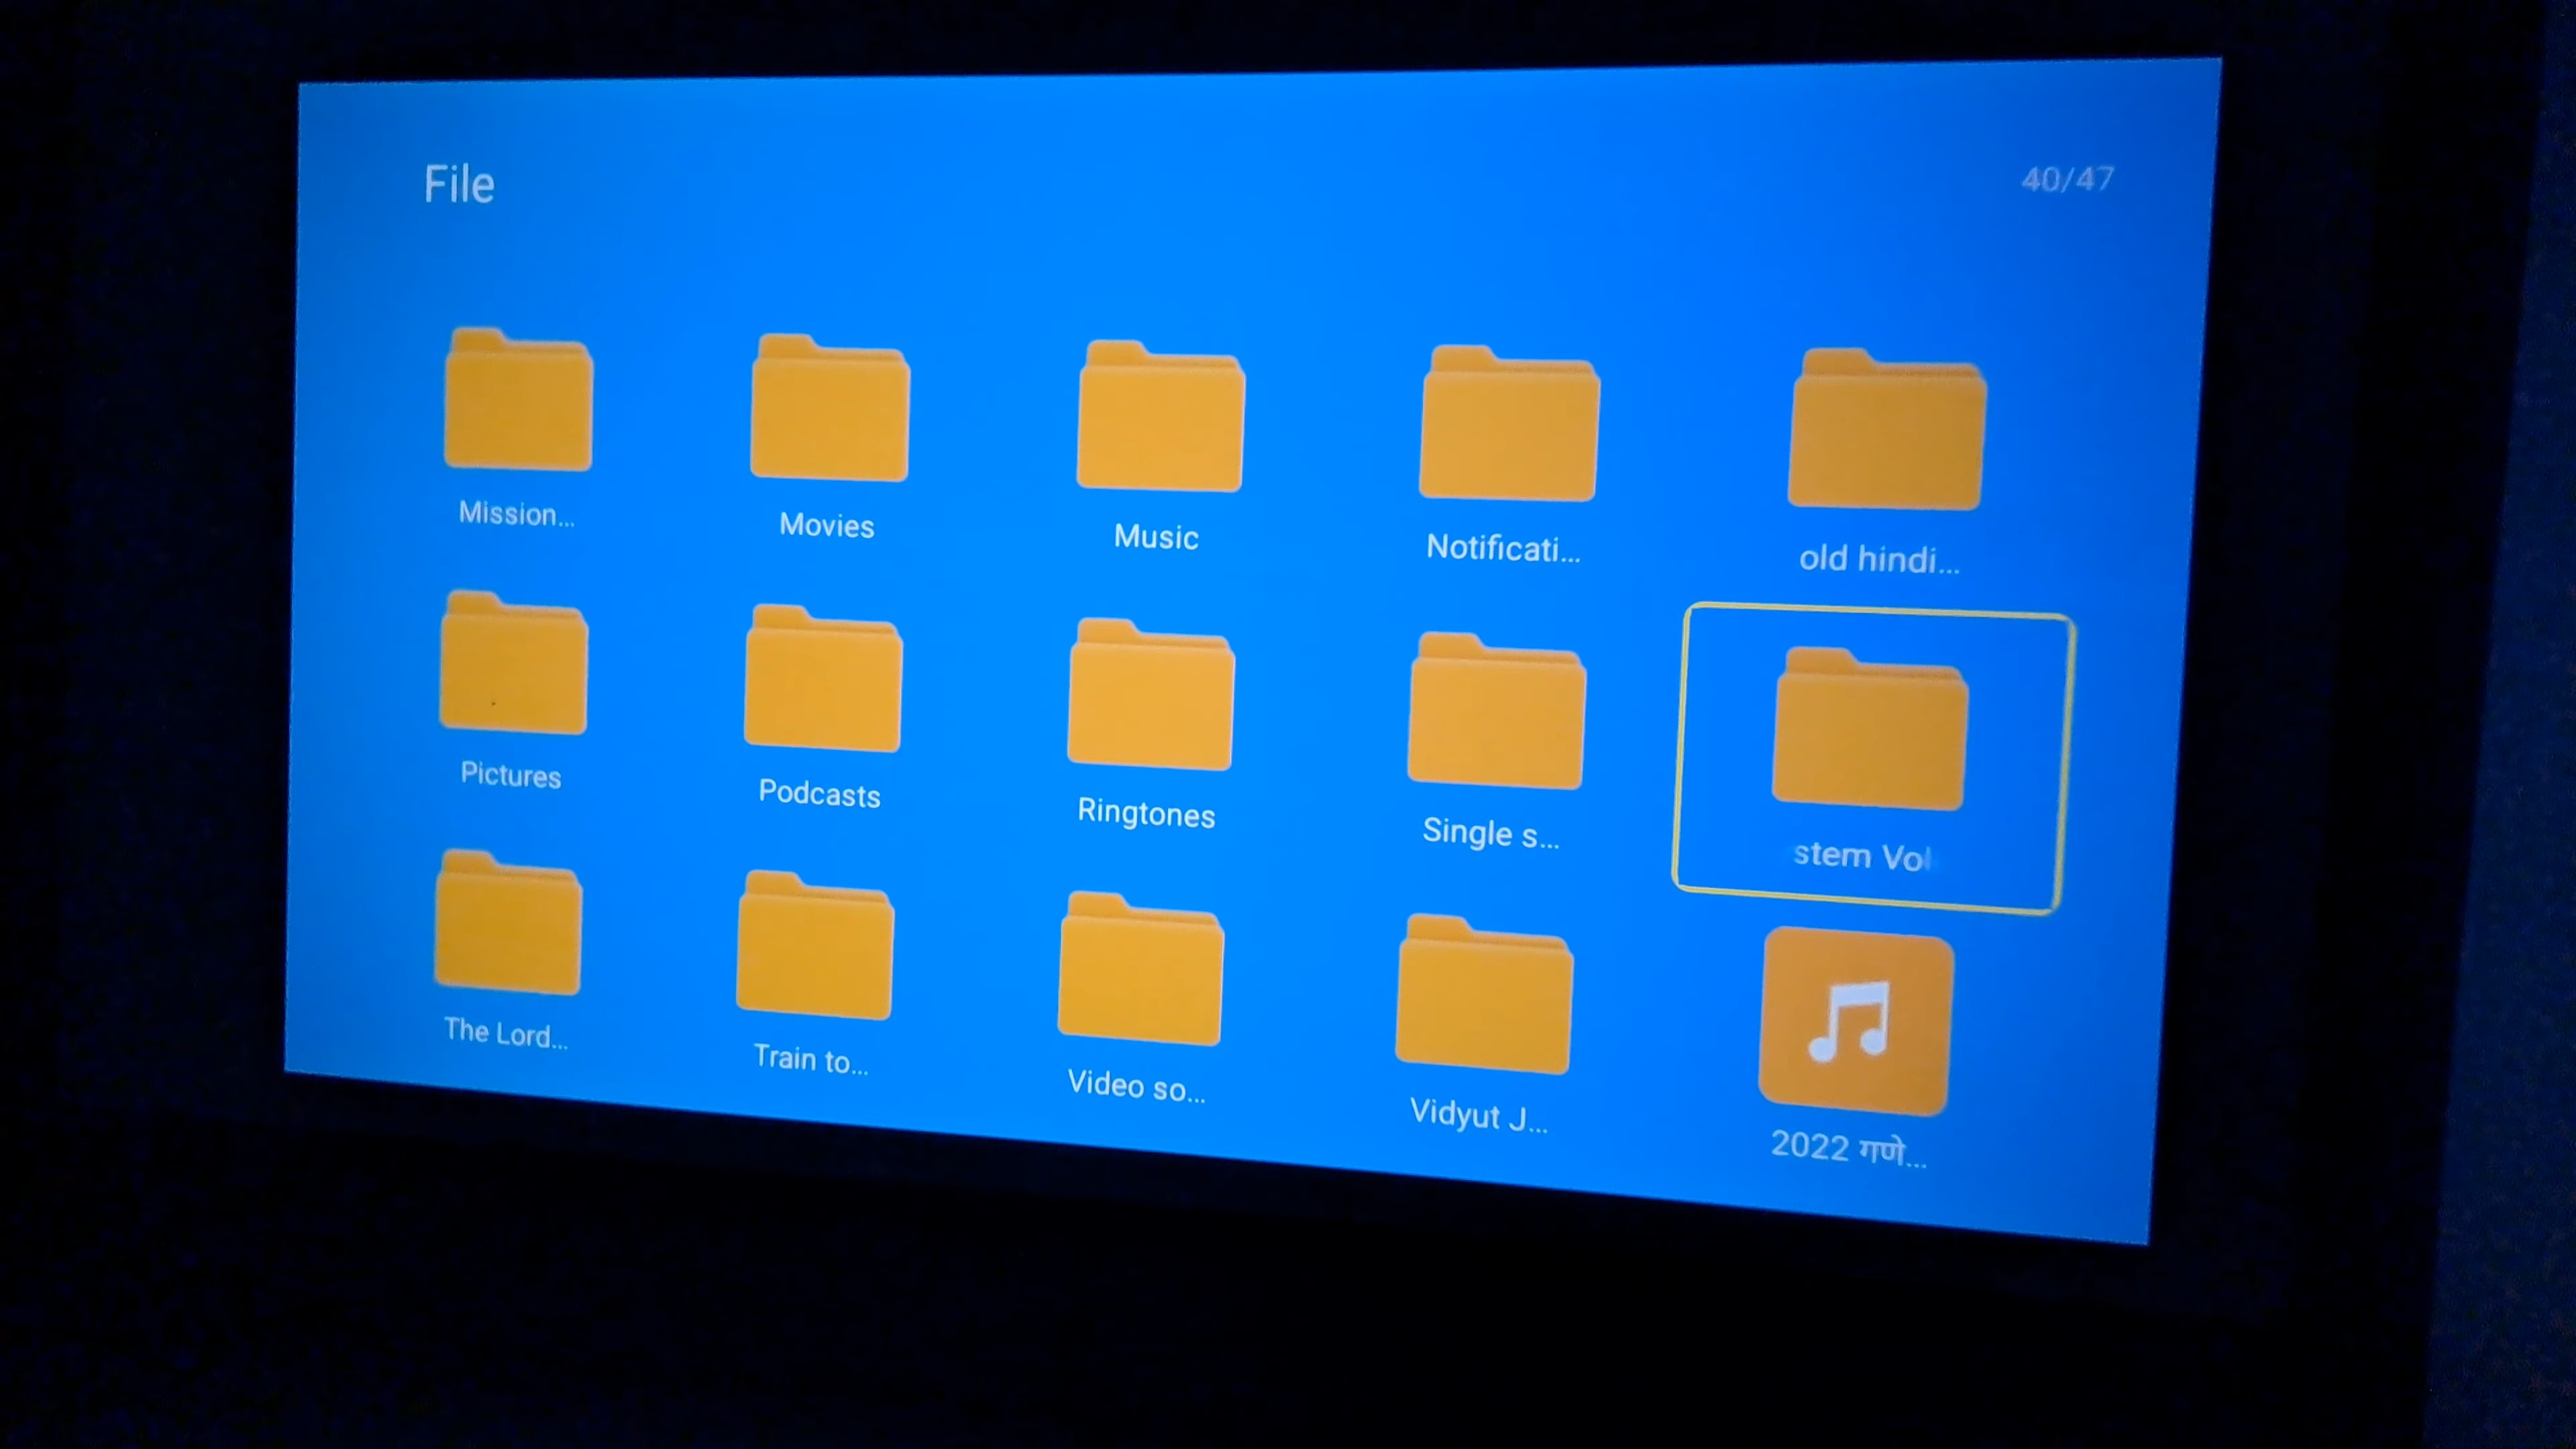 File
40/47
Mission...
Movies
Music
Notificati...
old hindi...
Pictures
Podcasts
Ringtones
Single s...
stem Vol
The Lord...
Train to...
Video so...
Vidyut J...
2022 गणे...